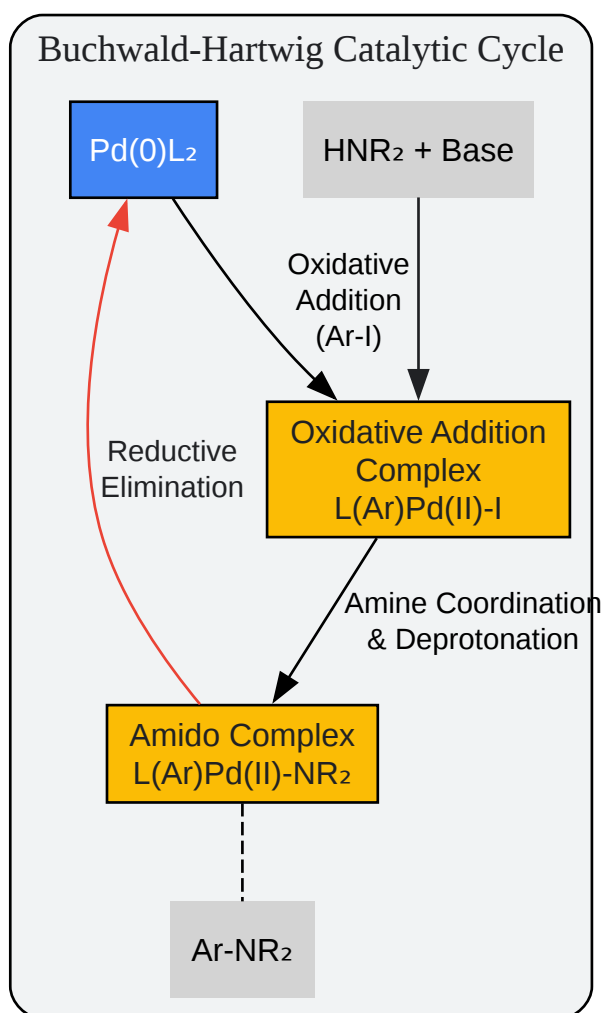 Buchwald-Hartwig Catalytic Cycle
Pd(0)L₂
HNR₂ + Base
Oxidative
Addition
(Ar-I)
Oxidative Addition
Complex
L(Ar)Pd(II)-I
Reductive
Elimination
Amine Coordination
& Deprotonation
Amido Complex
L(Ar)Pd(II)-NR₂
Ar-NR₂